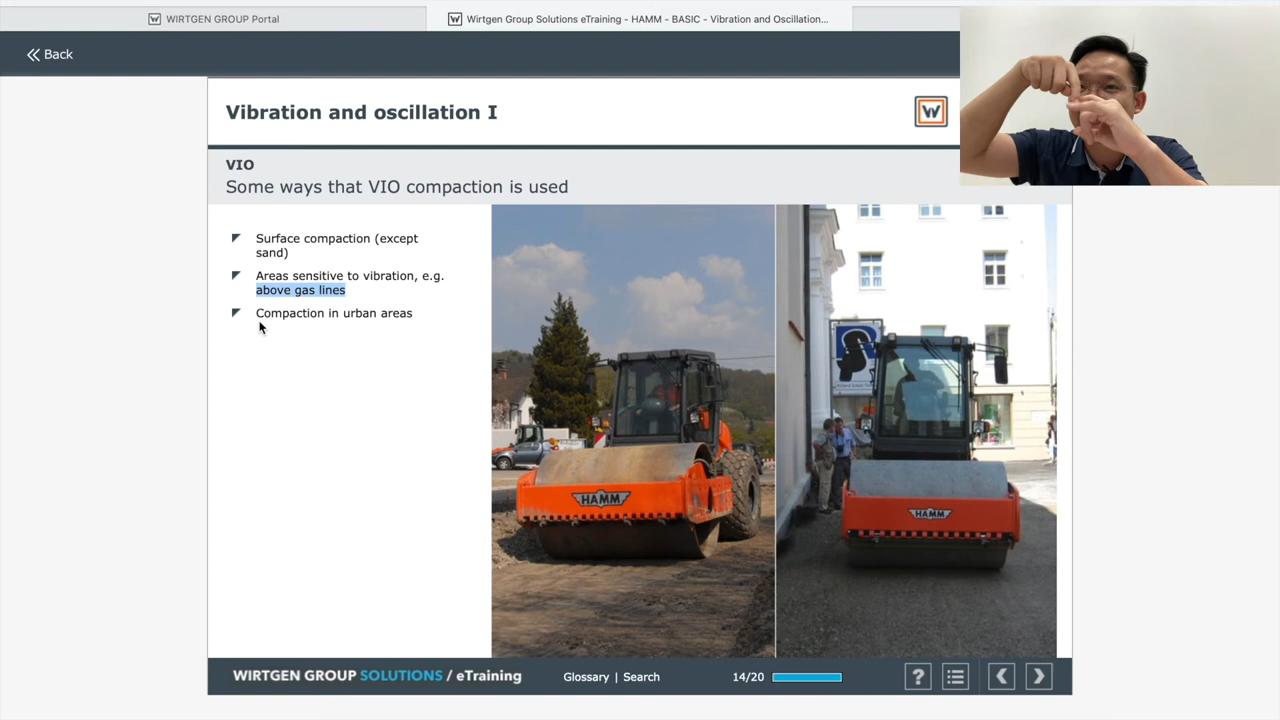 WIRTGEN GROUP Portal
Wirtgen Group Solutions eTraining - HAMM - BASIC - Vibration and Oscillation...
Back
Vibration and oscillation I
W
VIO
Some ways that VIO compaction is used
Surface compaction (except
sand)
Areas sensitive to vibration, e.g.
above gas lines
Compaction in urban areas
HAMM
HAMM
WIRTGEN GROUP SOLUTIONS / eTraining
Glossary | Search
14/20
?